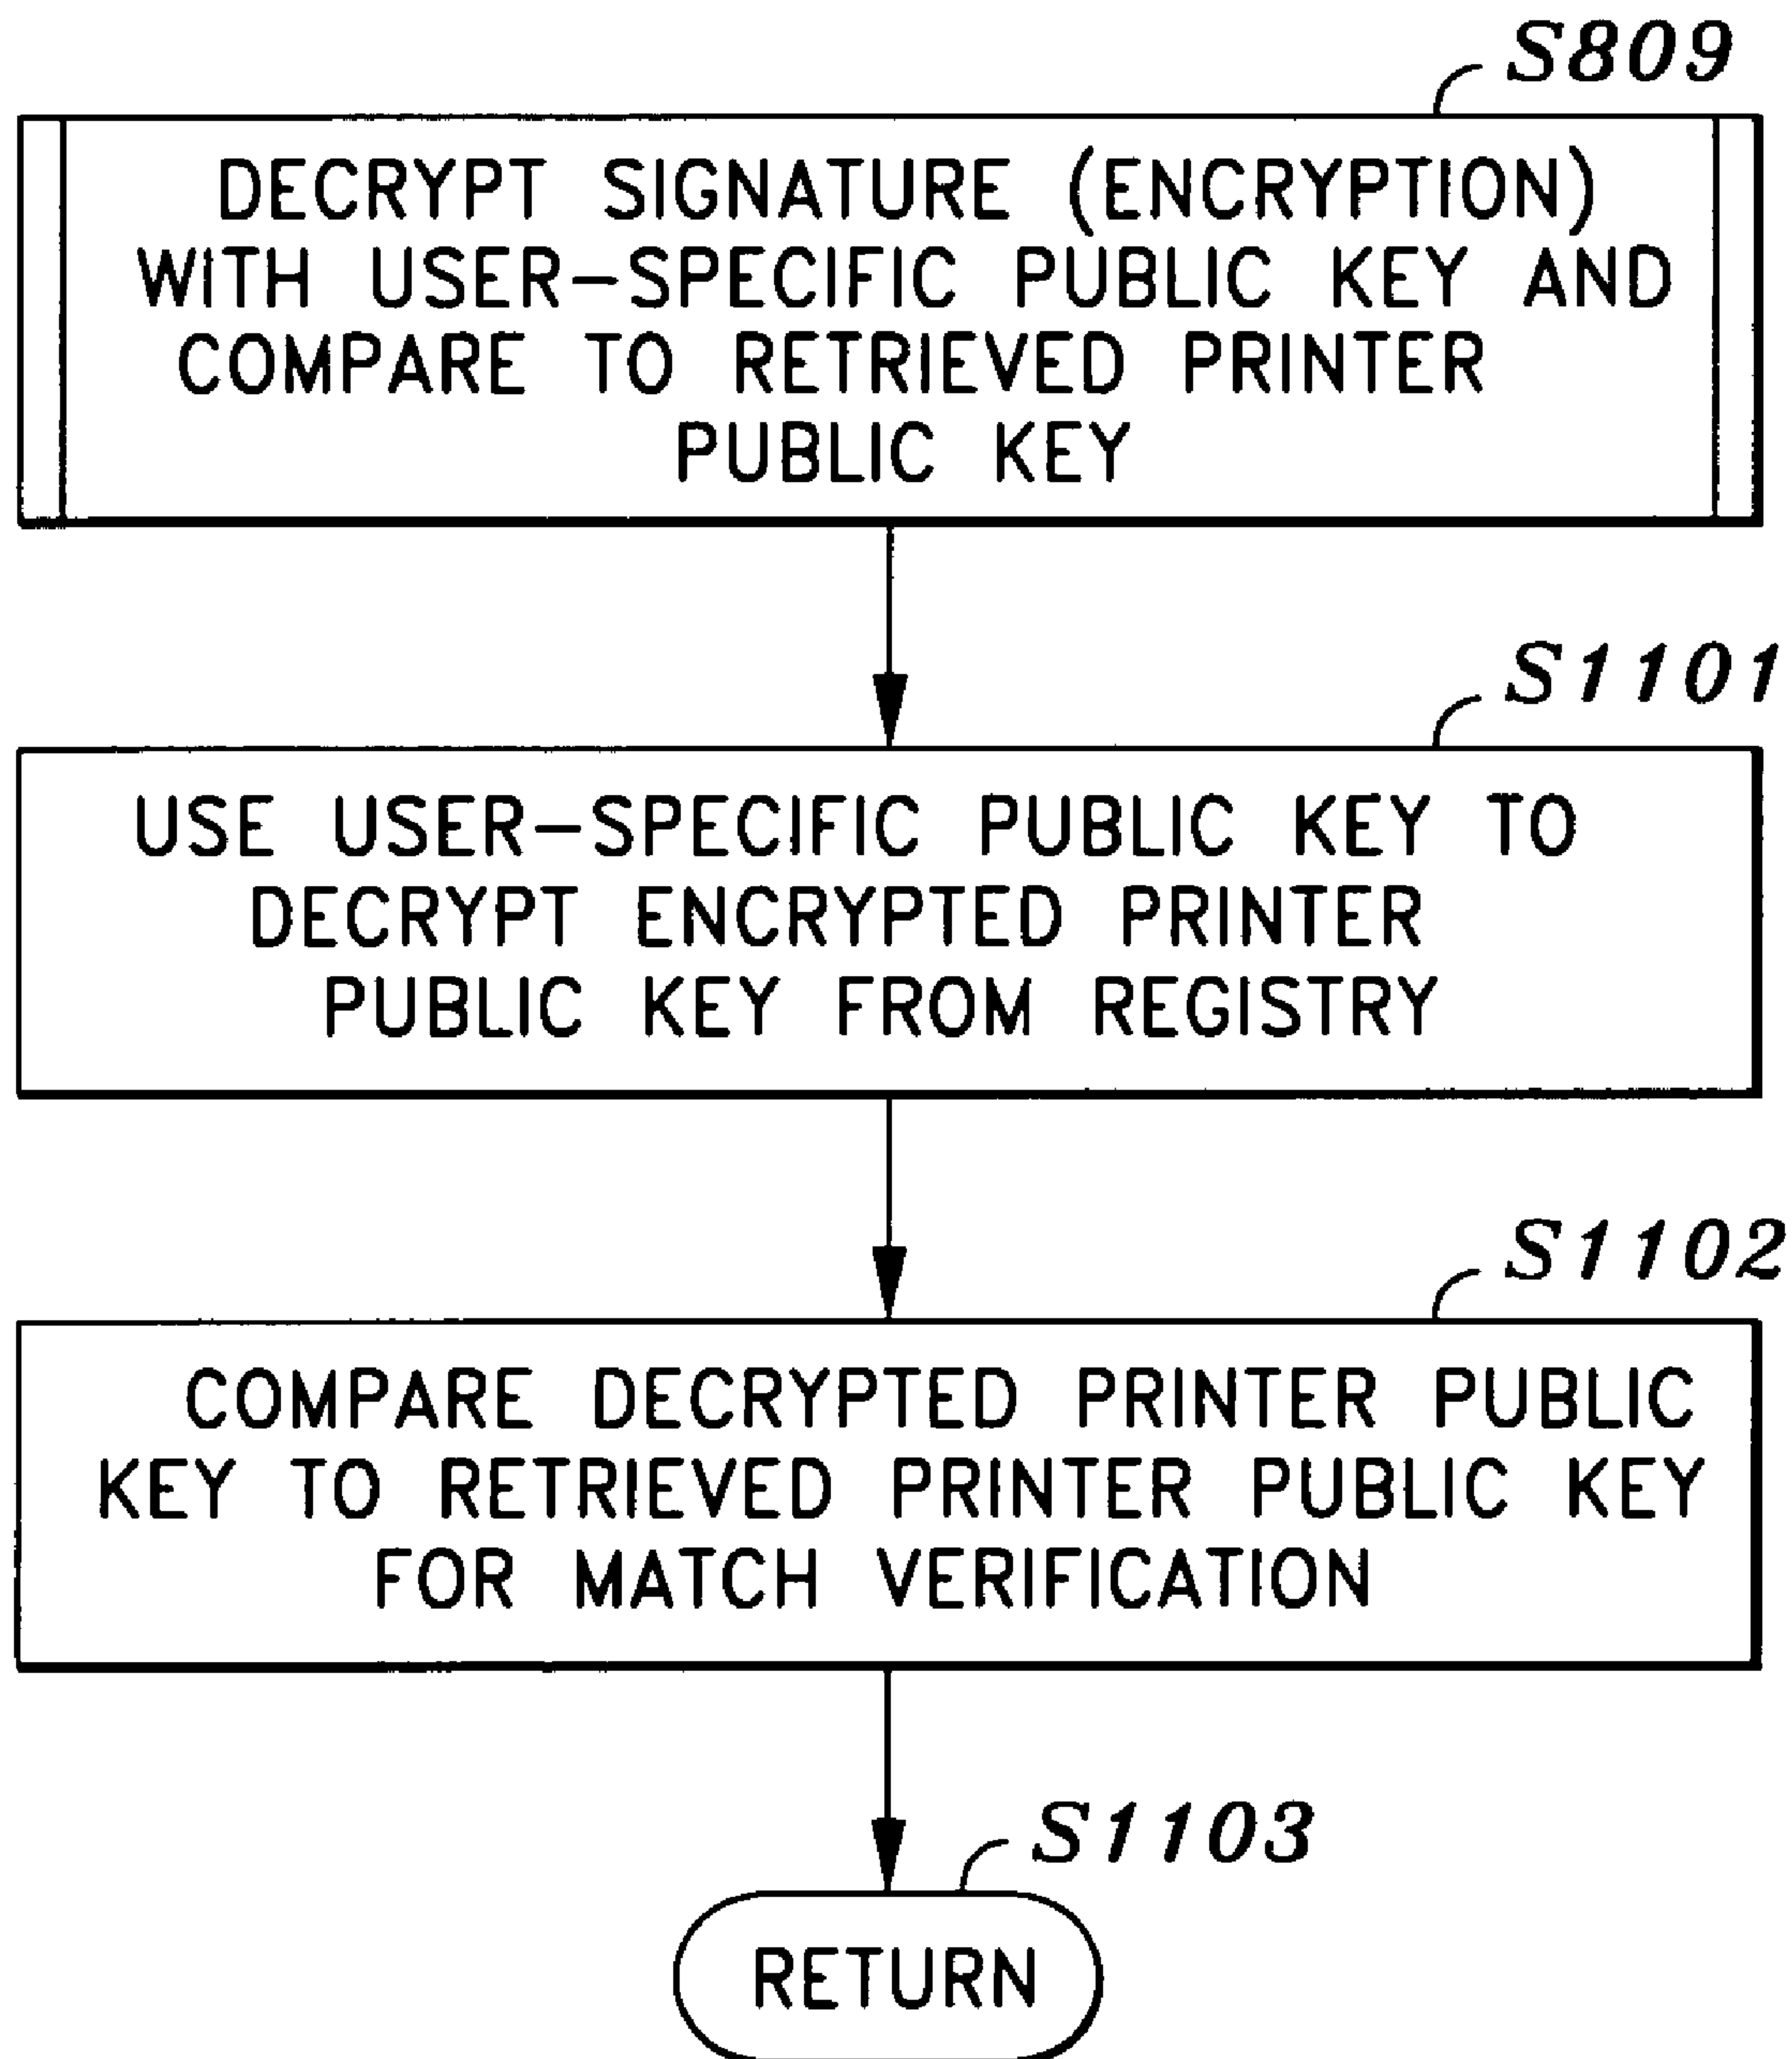 S809
DECRYPT SIGNATURE (ENCRYPTION)
WITH USER-SPECIFIC PUBLIC KEY AND
COMPARE TO RETRIEVED PRINTER
PUBLIC KEY
S1101
USE USER-SPECIFIC PUBLIC KEY TO
DECRYPT ENCRYPTED PRINTER
PUBLIC KEY FROM REGISTRY
S1102
COMPARE DECRYPTED PRINTER PUBLIC
KEY TO RETRIEVED PRINTER PUBLIC KEY
FOR MATCH VERIFICATION
S1103
RETURN